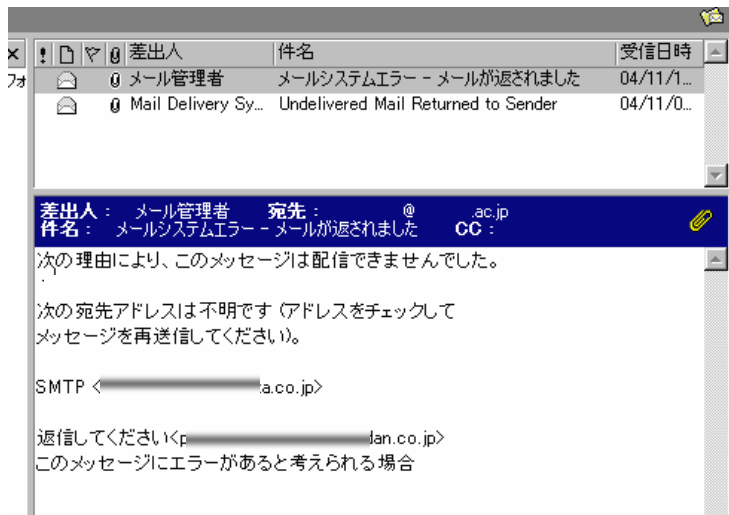 差出人 件名 受信日時
フォ
メール管理者 メールシステムエラー - メールが返されました 04/11/1...
Mail Delivery Sy... Undelivered Mail Returned to Sender 04/11/0...
差出人： メール管理者 宛先： @ .ac.jp
件名： メールシステムエラー - メールが返されました CC：
次の理由により、このメッセージは配信できませんでした。
次の宛先アドレスは不明です（アドレスをチェックして
メッセージを再送信してください）。
SMTP < a.co.jp>
返信してください<p dan.co.jp>
このメッセージにエラーがあると考えられる場合